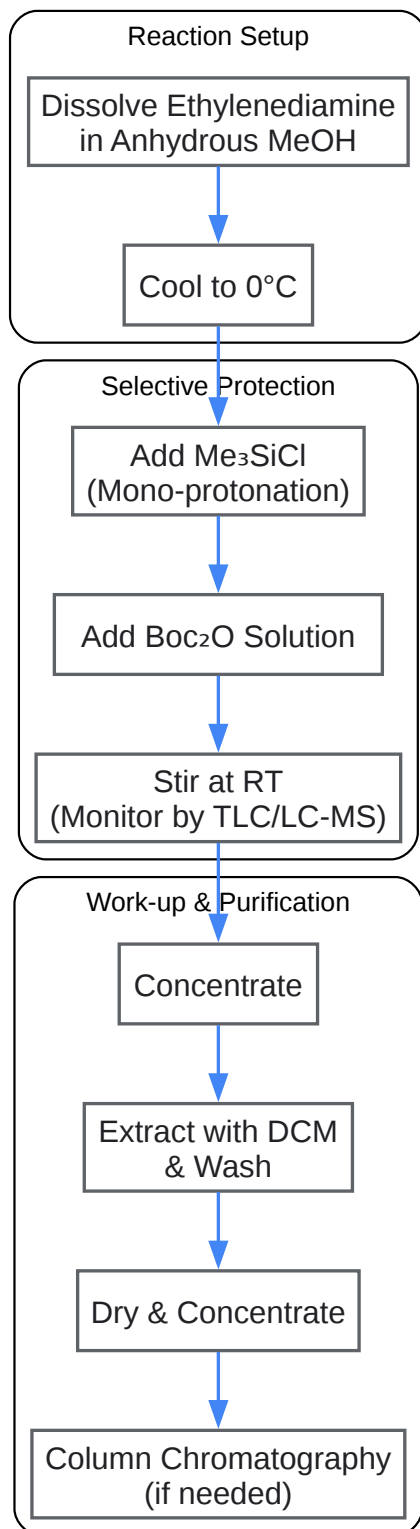 Reaction Setup
Dissolve Ethylenediamine
in Anhydrous MeOH
Cool to 0°C
Selective Protection
Add Me₃SiCl
(Mono-protonation)
Add Boc₂O Solution
Stir at RT
(Monitor by TLC/LC-MS)
Work-up & Purification
Concentrate
Extract with DCM
& Wash
Dry & Concentrate
Column Chromatography
(if needed)